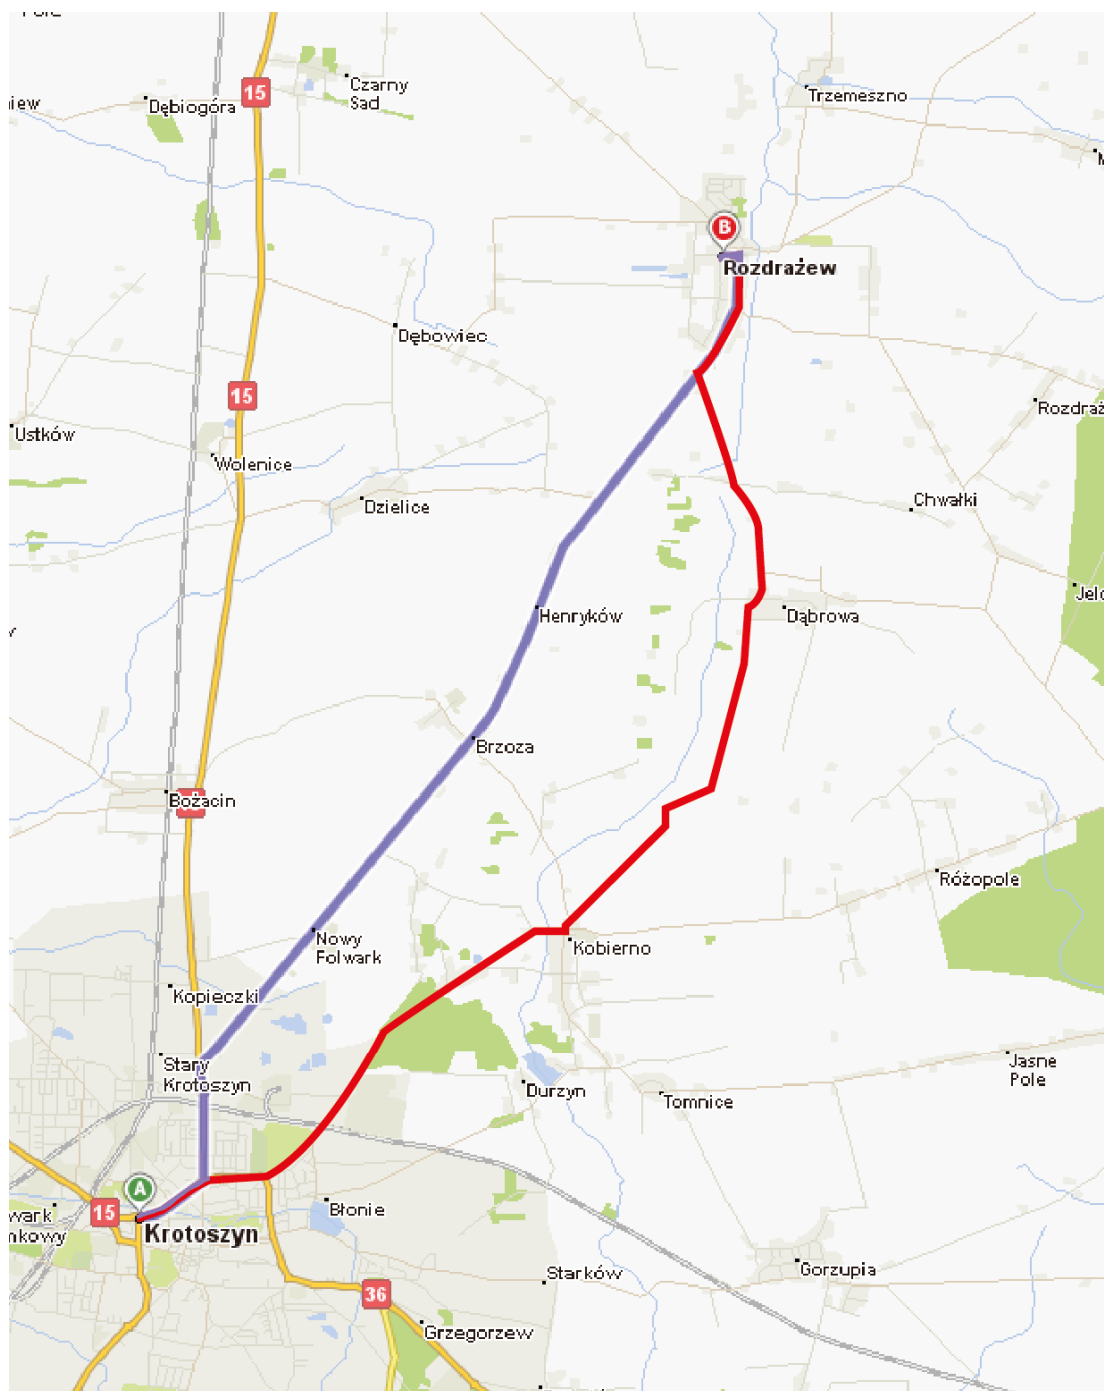 15
Czarny
Sad
Dębiogóra
Trzemeszno
B
Rozdrażew
Dębowiec
15
Ustków
Wolenice
Dzielice
Chwałki
Henryków
Dąbrowa
Brzoza
Bożacin
Różopole
Nowy
Folwark
Kobierno
Kopieczki
Stary
Krotoszyn
Jasne
Pole
Durzyn
Tomnice
A
15
Krotoszyn
Błonie
Gorzupia
Starków
36
Grzegorzew